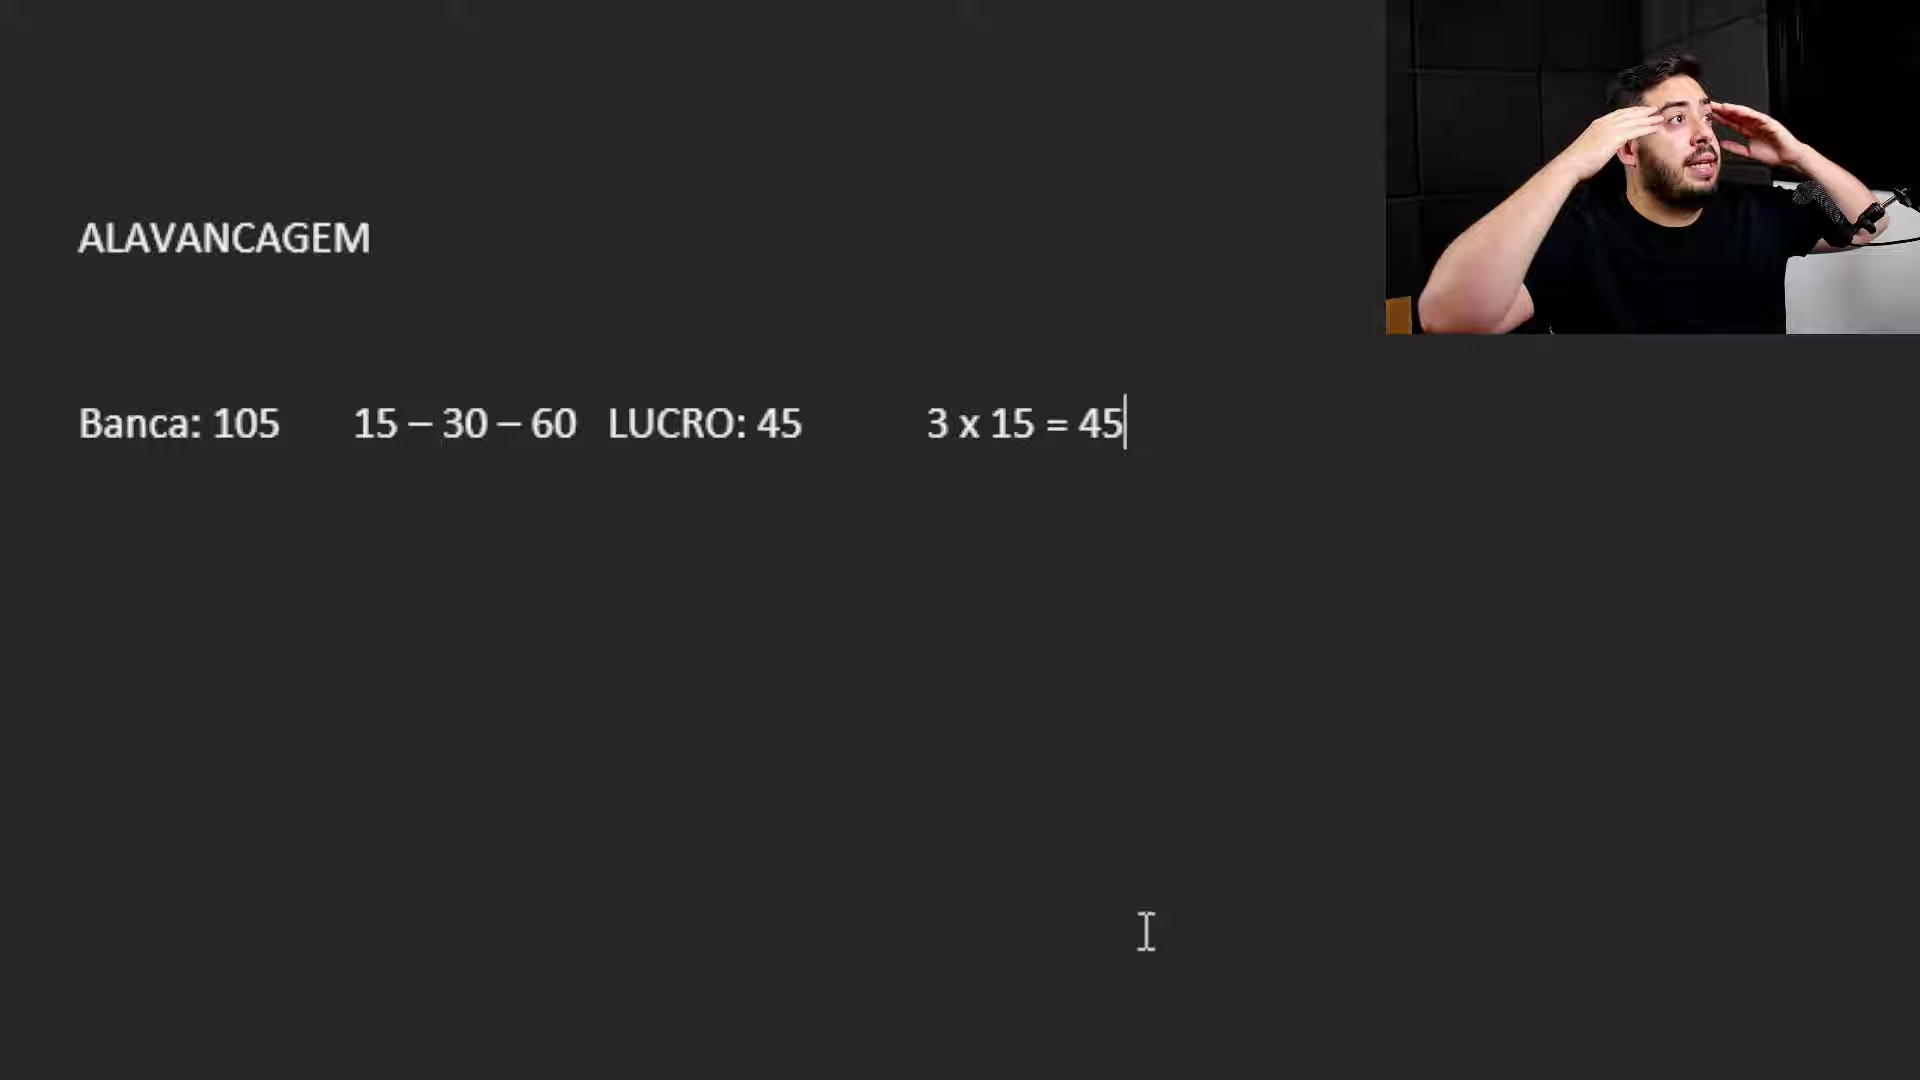 ALAVANCAGEM
Banca: 105 15 – 30 – 60 LUCRO: 45 3 x 15 = 45